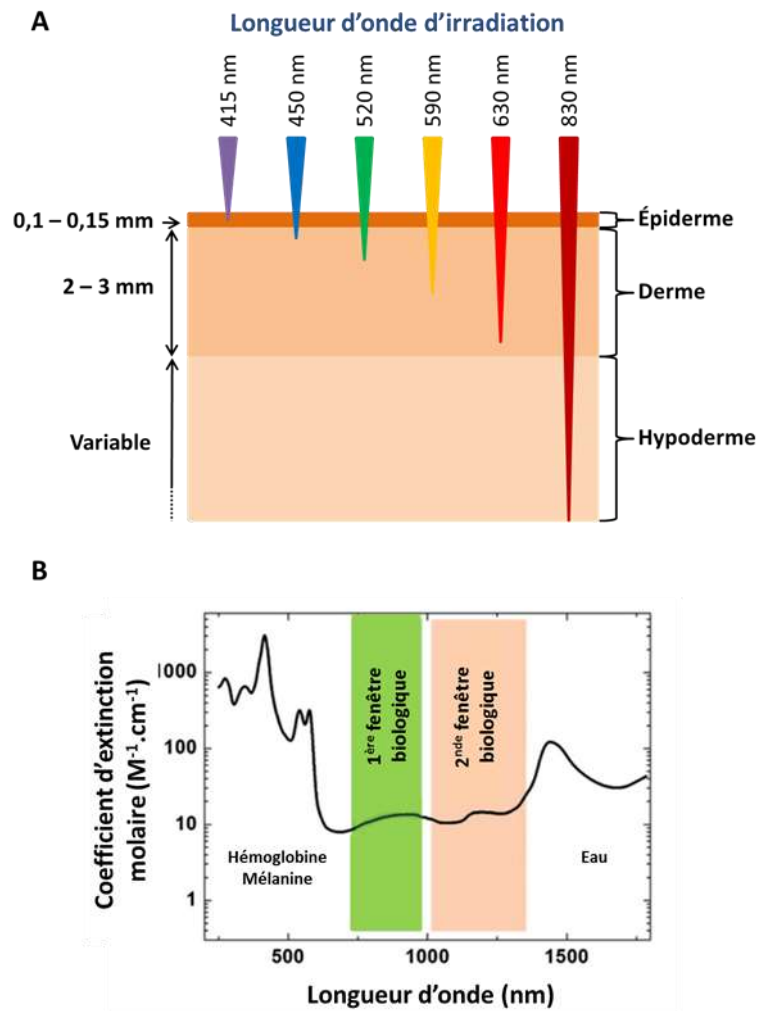 A
Longueur d'onde d'irradiation
415 nm
450 nm
520 nm
590 nm
630 nm
830 nm
0,1 – 0,15 mm
Épiderme
2 – 3 mm
Derme
Variable
Hypoderme
B
Coefficient d'extinction
molaire (M-1.cm-1)
1000
100
10
1
1ère fenêtre
biologique
2nde fenêtre
biologique
Hémoglobine
Mélanine
Eau
500
1000
1500
Longueur d'onde (nm)